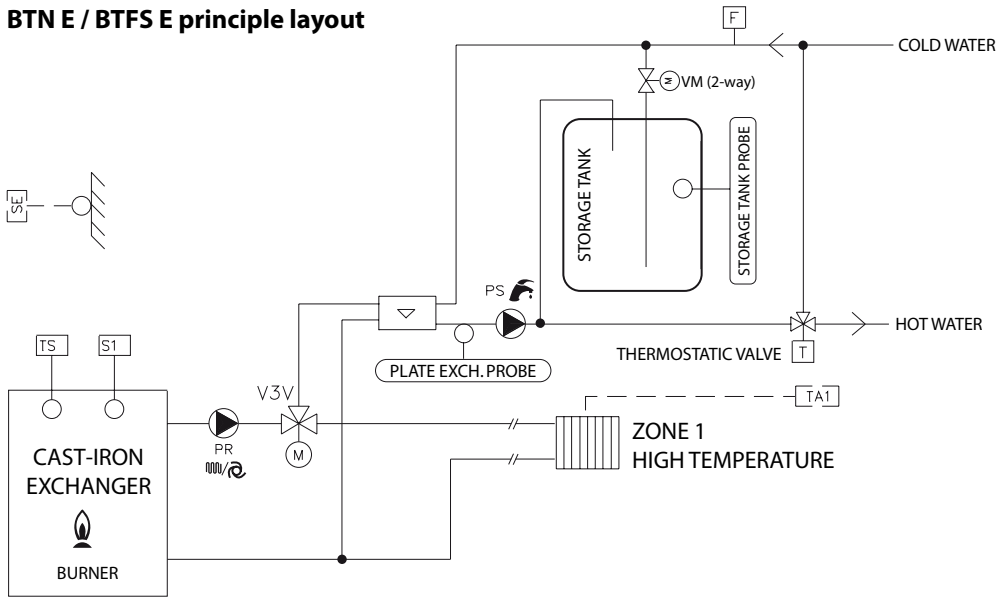 BTN E / BTFS E principle layout
F
COLD WATER
M
VM (2-way)
STORAGE TANK
STORAGE TANK PROBE
SE
PS
HOT WATER
THERMOSTATIC VALVE
T
PLATE EXCH. PROBE
TS
S1
V3V
TA1
PR
M
ZONE 1
HIGH TEMPERATURE
CAST-IRON
EXCHANGER
BURNER